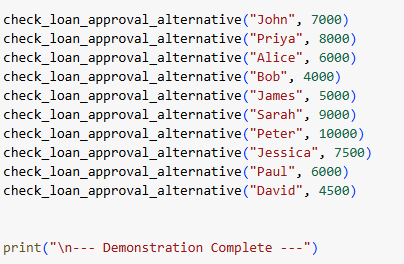 check_loan_approval_alternative("John", 7000)
check_loan_approval_alternative("Priya", 8000)
check_loan_approval_alternative("Alice", 6000)
check_loan_approval_alternative("Bob", 4000)
check_loan_approval_alternative("James", 5000)
check_loan_approval_alternative("Sarah", 9000)
check_loan_approval_alternative("Peter", 10000)
check_loan_approval_alternative("Jessica", 7500)
check_loan_approval_alternative("Paul", 6000)
check_loan_approval_alternative("David", 4500)
print("\n--- Demonstration Complete ---")